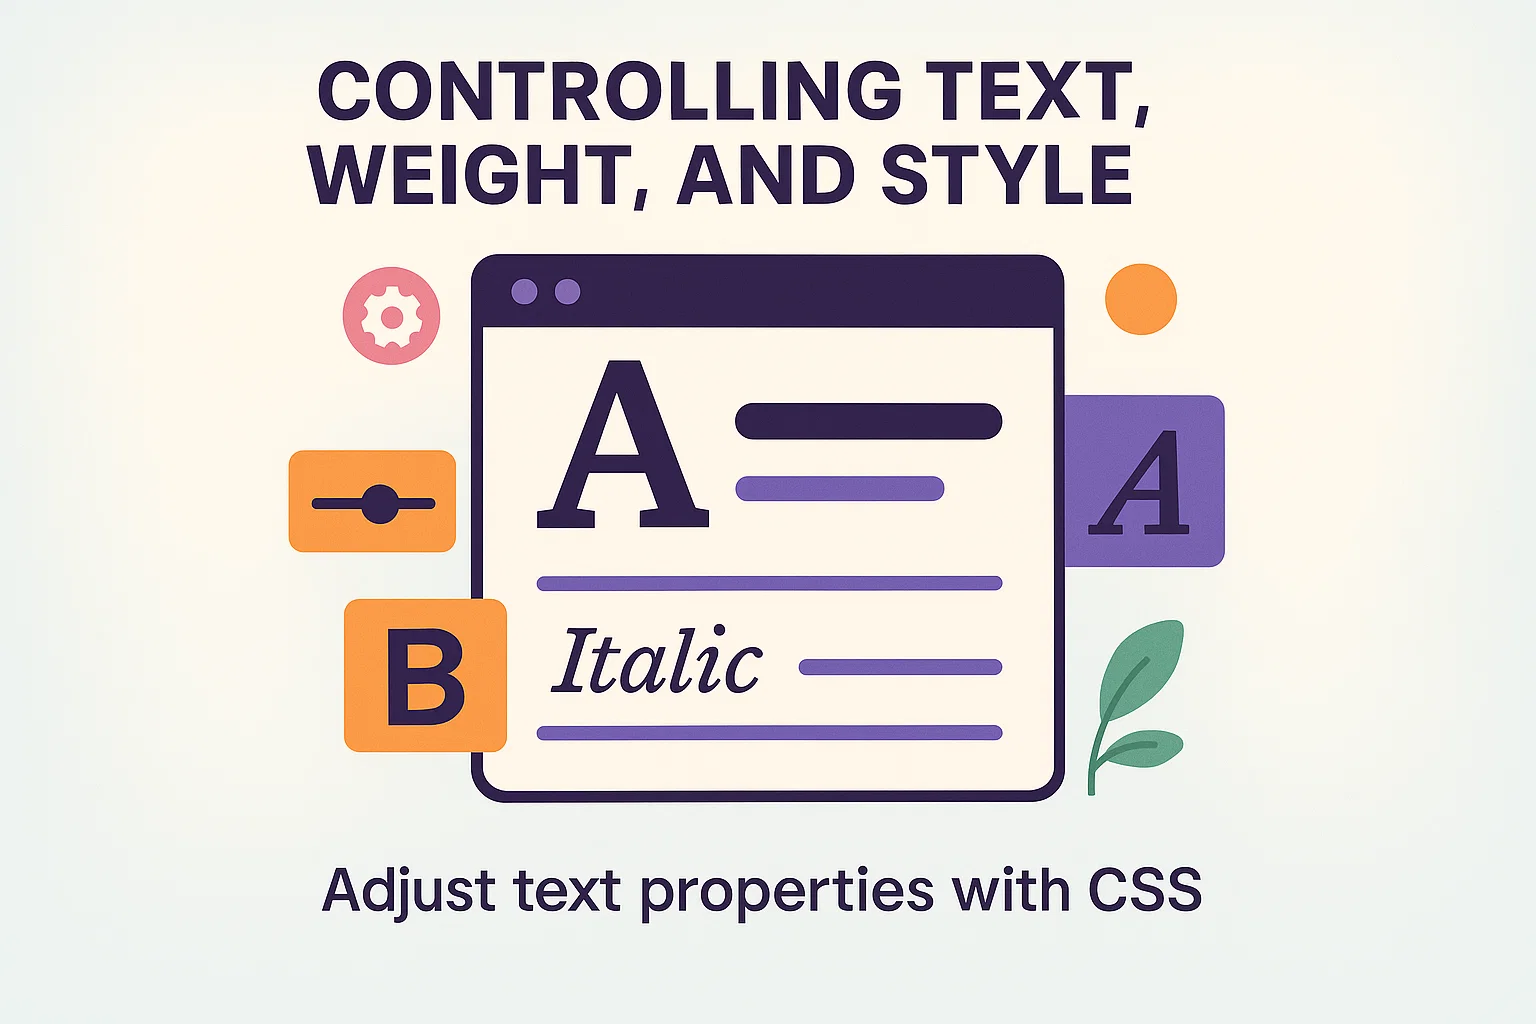 CONTROLLING TEXT,
WEIGHT, AND STYLE
A
A
Italic
B
Adjust text properties with CSS